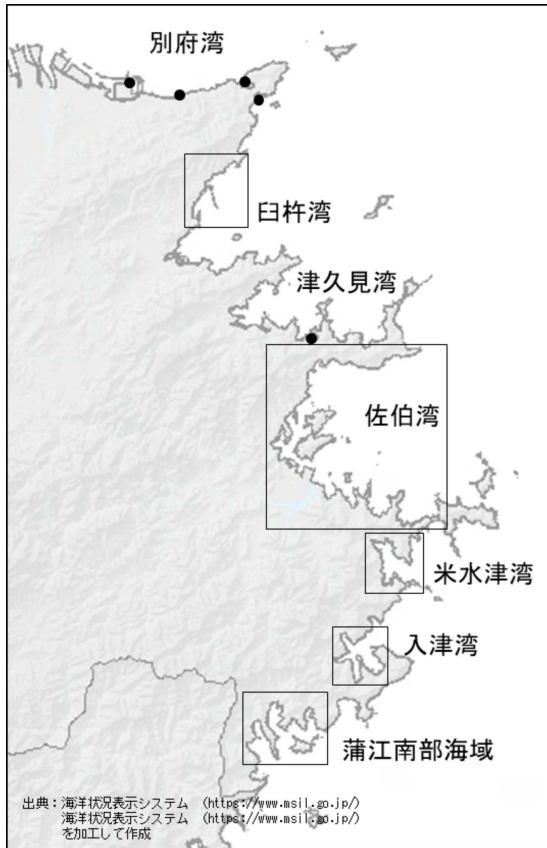 別府湾
臼杵湾
津久見湾
佐伯湾
米水津湾
入津湾
蒲江南部海域
出典：海洋状況表示システム　(https://www.msil.go.jp/)
海洋状況表示システム　(https://www.msil.go.jp/)
を加工して作成